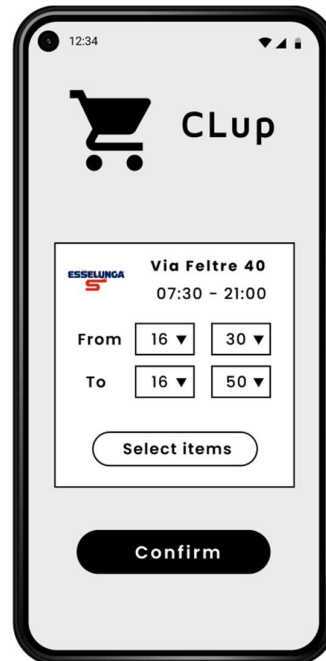 12:34
CLup
ESSELUNGA
Via Feltre 40
07:30 - 21:00
From 16 ▼ 30 ▼
To 16 ▼ 50 ▼
Select items
Confirm